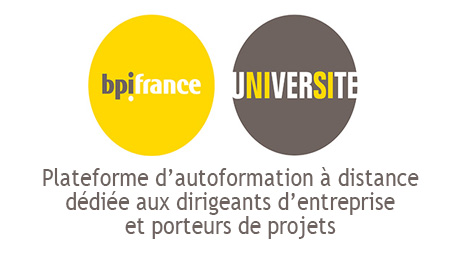 bpifrance UNIVERSITE
Plateforme d’autoformation à distance
dédiée aux dirigeants d’entreprise
et porteurs de projets